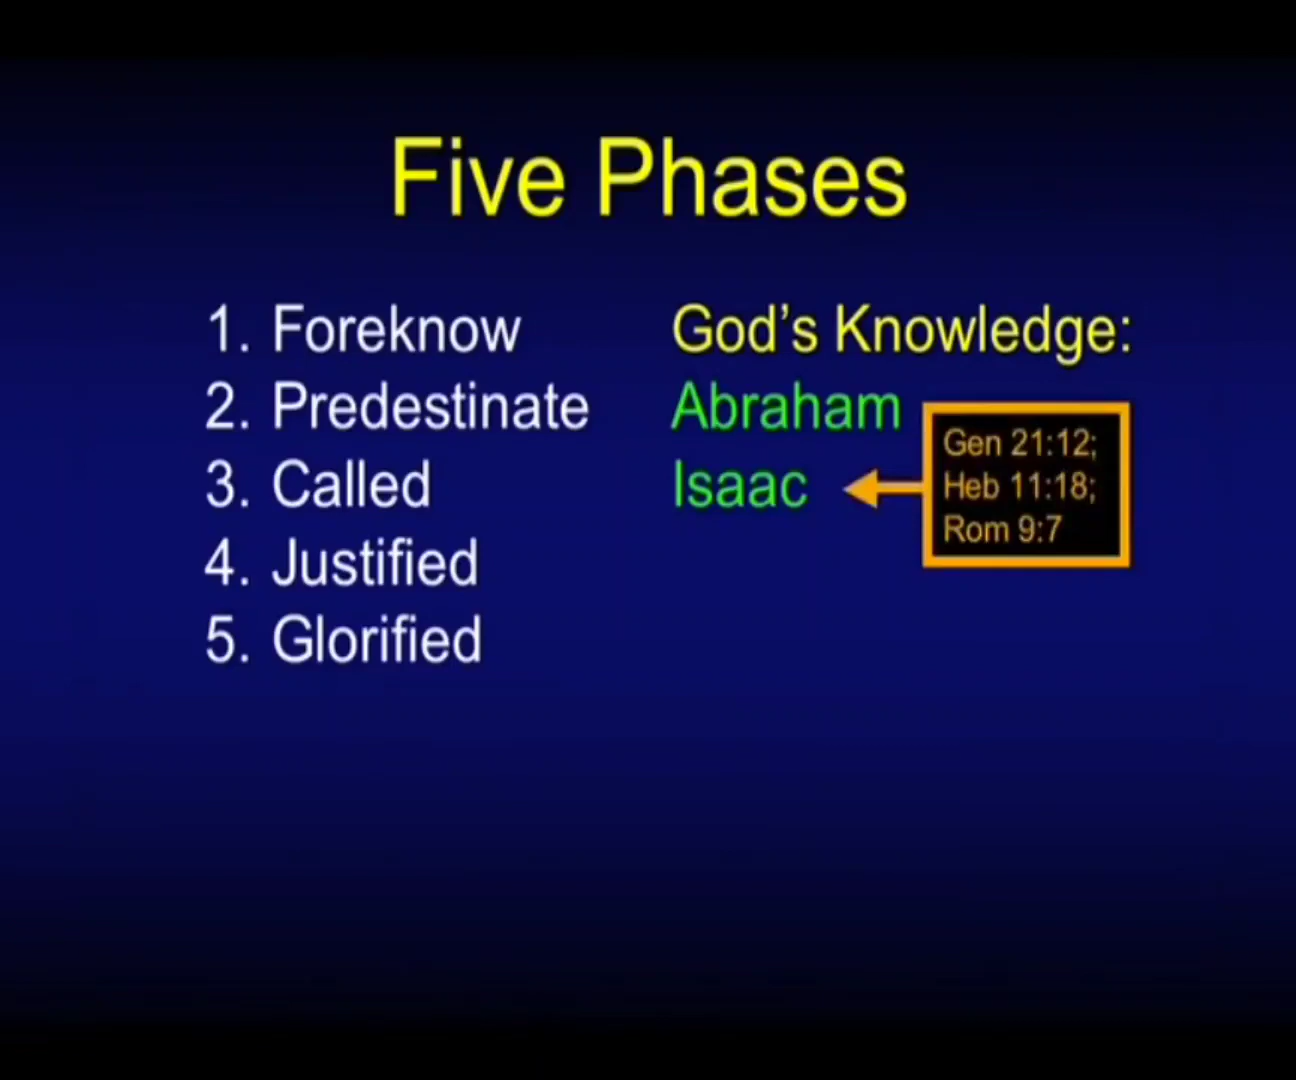 Five Phases
1. Foreknow
2. Predestinate
3. Called
4. Justified
5. Glorified
God's Knowledge:
Abraham
Isaac
Gen 21:12;
Heb 11:18;
Rom 9:7